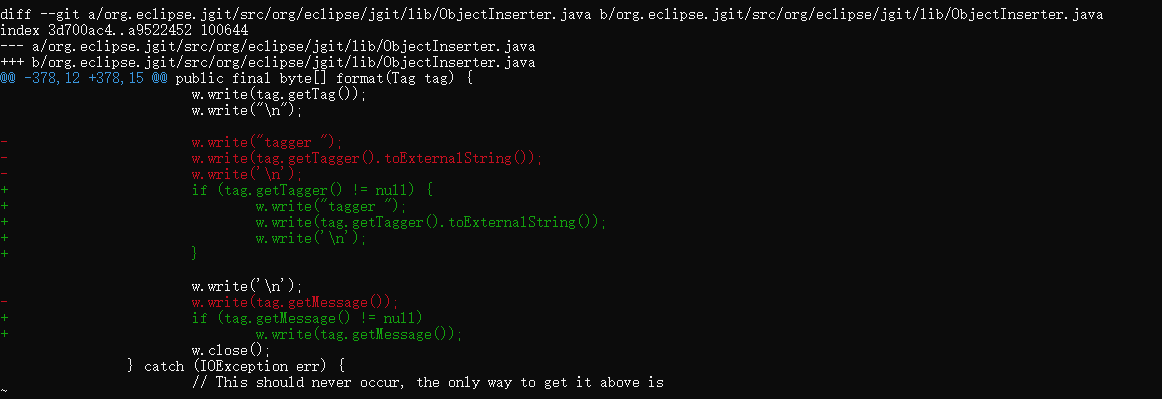 diff --git a/org.eclipse.jgit/src/org/eclipse/jgit/lib/ObjectInserter.java b/org.eclipse.jgit/src/org/eclipse/jgit/lib/ObjectInserter.java
index 3d700ac4..a9522452 100644
--- a/org.eclipse.jgit/src/org/eclipse/jgit/lib/ObjectInserter.java
+++ b/org.eclipse.jgit/src/org/eclipse/jgit/lib/ObjectInserter.java
@@ -378,12 +378,15 @@ public final byte[] format(Tag tag) {
                        w.write(tag.getTag());
                        w.write("\n");

-                       w.write("tagger ");
-                       w.write(tag.getTagger().toExternalString());
-                       w.write('\n');
+                       if (tag.getTagger() != null) {
+                               w.write("tagger ");
+                               w.write(tag.getTagger().toExternalString());
+                               w.write('\n');
+                       }

                        w.write('\n');
-                       w.write(tag.getMessage());
+                       if (tag.getMessage() != null)
+                               w.write(tag.getMessage());
                        w.close();
                } catch (IOException err) {
                        // This should never occur, the only way to get it above is
~